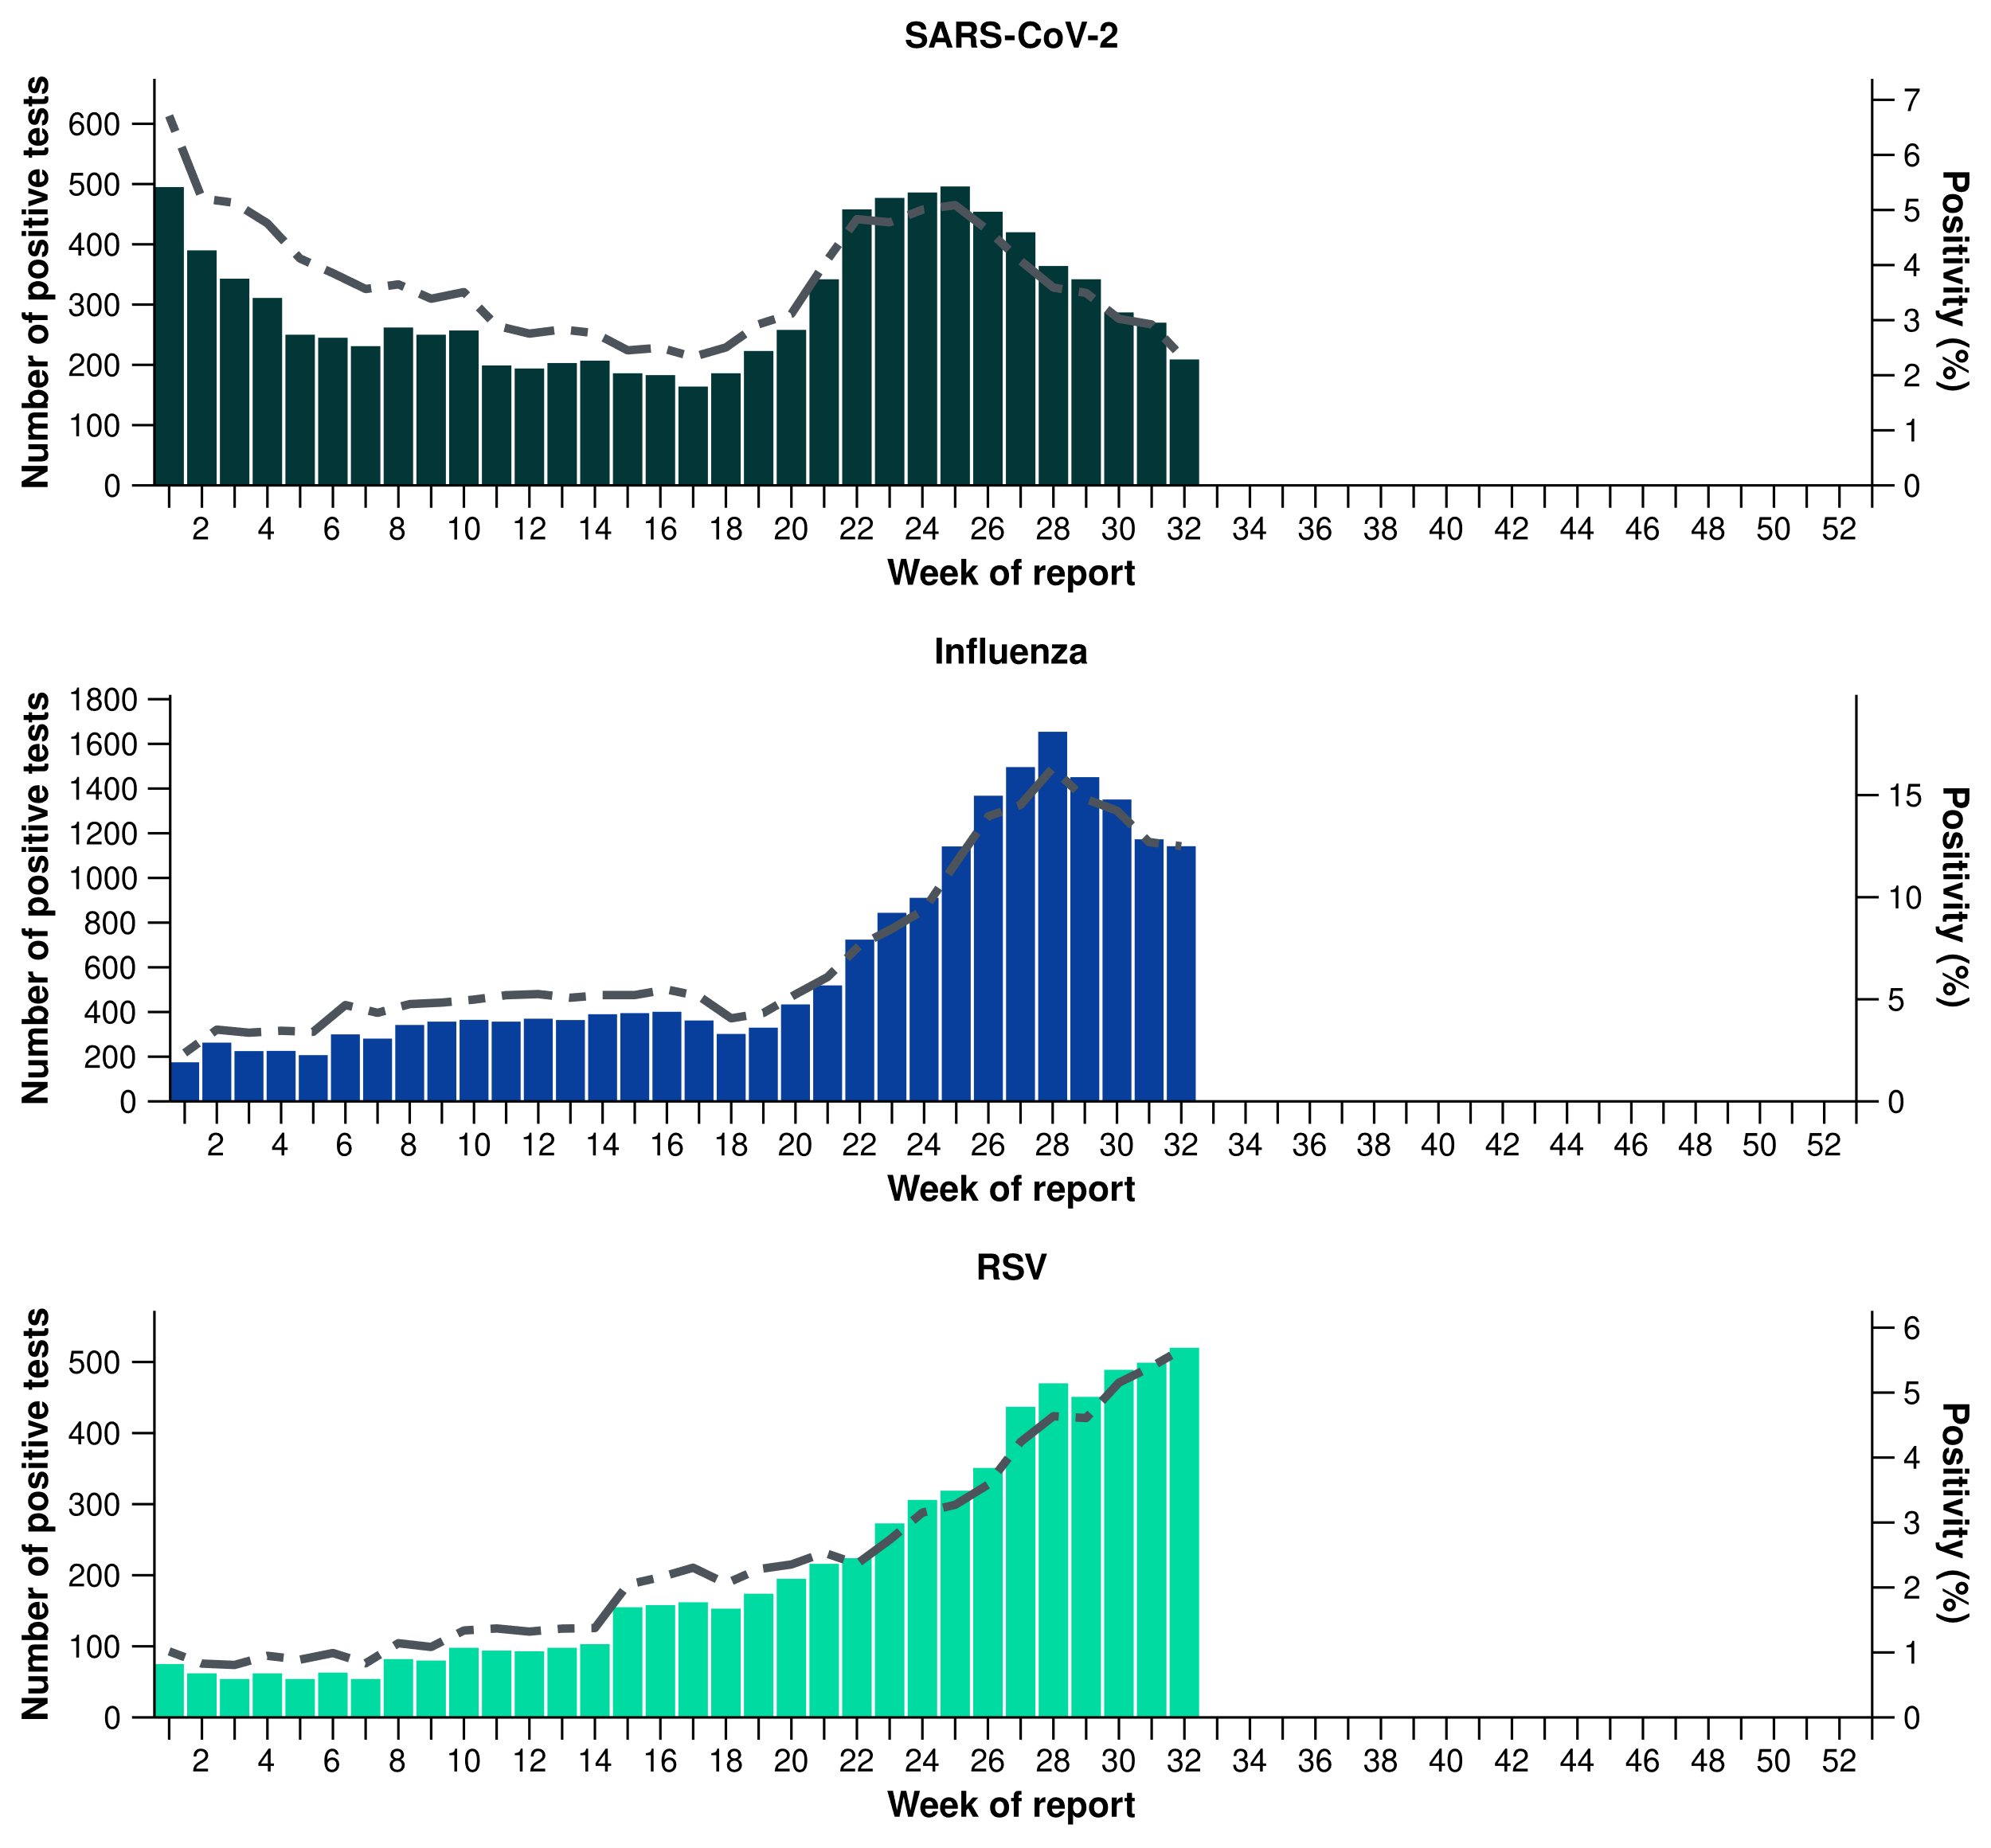 SARS-CoV-2
Number of positive tests
600
500
400
300
200
100
0
7
6
5
4
3
2
1
0
Positivity (%)
2 4 6 8 10 12 14 16 18 20 22 24 26 28 30 32 34 36 38 40 42 44 46 48 50 52
Week of report
Influenza
Number of positive tests
1800
1600
1400
1200
1000
800
600
400
200
0
15
10
5
0
Positivity (%)
2 4 6 8 10 12 14 16 18 20 22 24 26 28 30 32 34 36 38 40 42 44 46 48 50 52
Week of report
RSV
Number of positive tests
500
400
300
200
100
0
6
5
4
3
2
1
0
Positivity (%)
2 4 6 8 10 12 14 16 18 20 22 24 26 28 30 32 34 36 38 40 42 44 46 48 50 52
Week of report